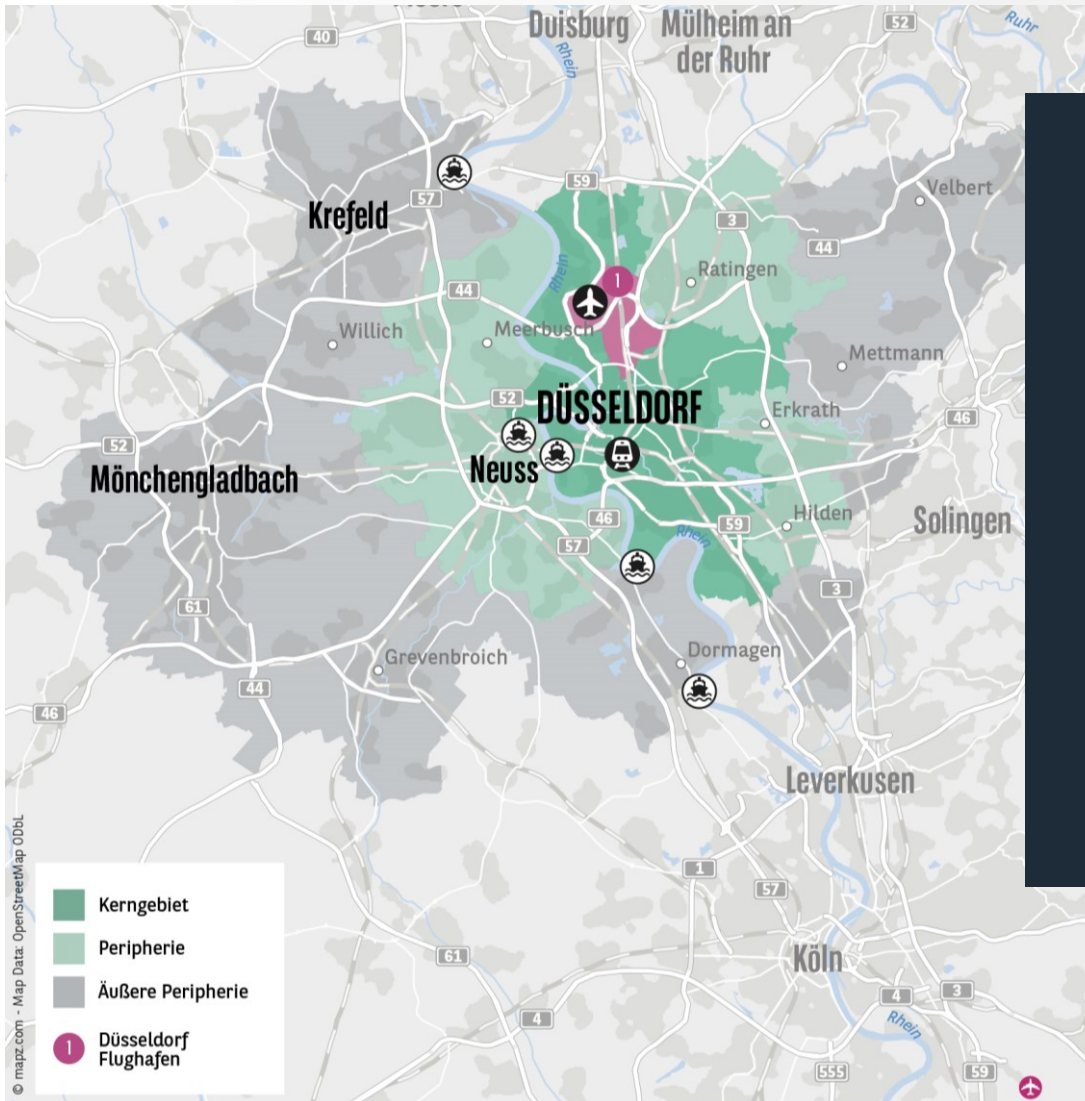 Duisburg
Mülheim an
der Ruhr
52
Ruhr
40
Rhein
59
Velbert
57
Krefeld
3
44
Rhein
Ratingen
1
44
Willich
Meerbusch
Mettmann
52
DÜSSELDORF
Erkrath
46
52
Neuss
Mönchengladbach
46
59
Hilden
Solingen
Rhein
57
3
61
Dormagen
Grevenbroich
44
46
Leverkusen
1
57
Köln
61
4
3
4
Rhein
555
59
Kerngebiet
Peripherie
Äußere Peripherie
1
Düsseldorf
Flughafen
© mapz.com - Map Data: OpenStreetMap ODbL